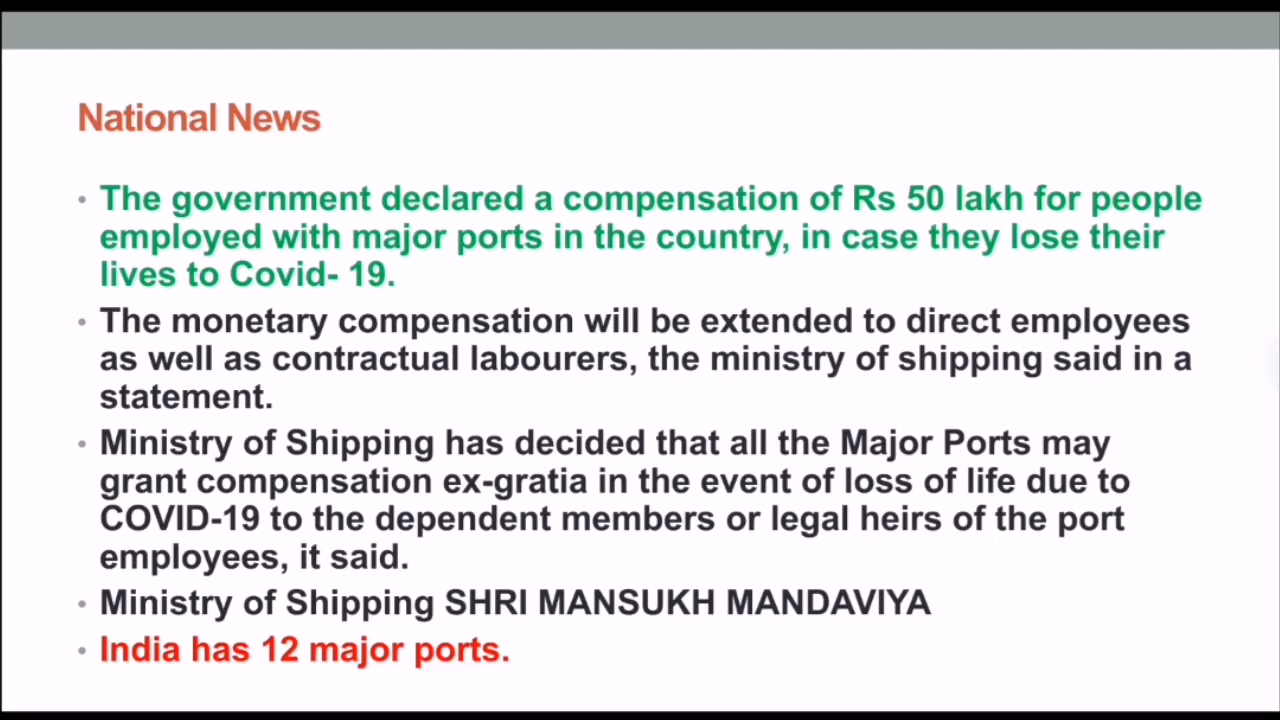 National News
• The government declared a compensation of Rs 50 lakh for people
employed with major ports in the country, in case they lose their
lives to Covid- 19.
• The monetary compensation will be extended to direct employees
as well as contractual labourers, the ministry of shipping said in a
statement.
• Ministry of Shipping has decided that all the Major Ports may
grant compensation ex-gratia in the event of loss of life due to
COVID-19 to the dependent members or legal heirs of the port
employees, it said.
• Ministry of Shipping SHRI MANSUKH MANDAVIYA
• India has 12 major ports.